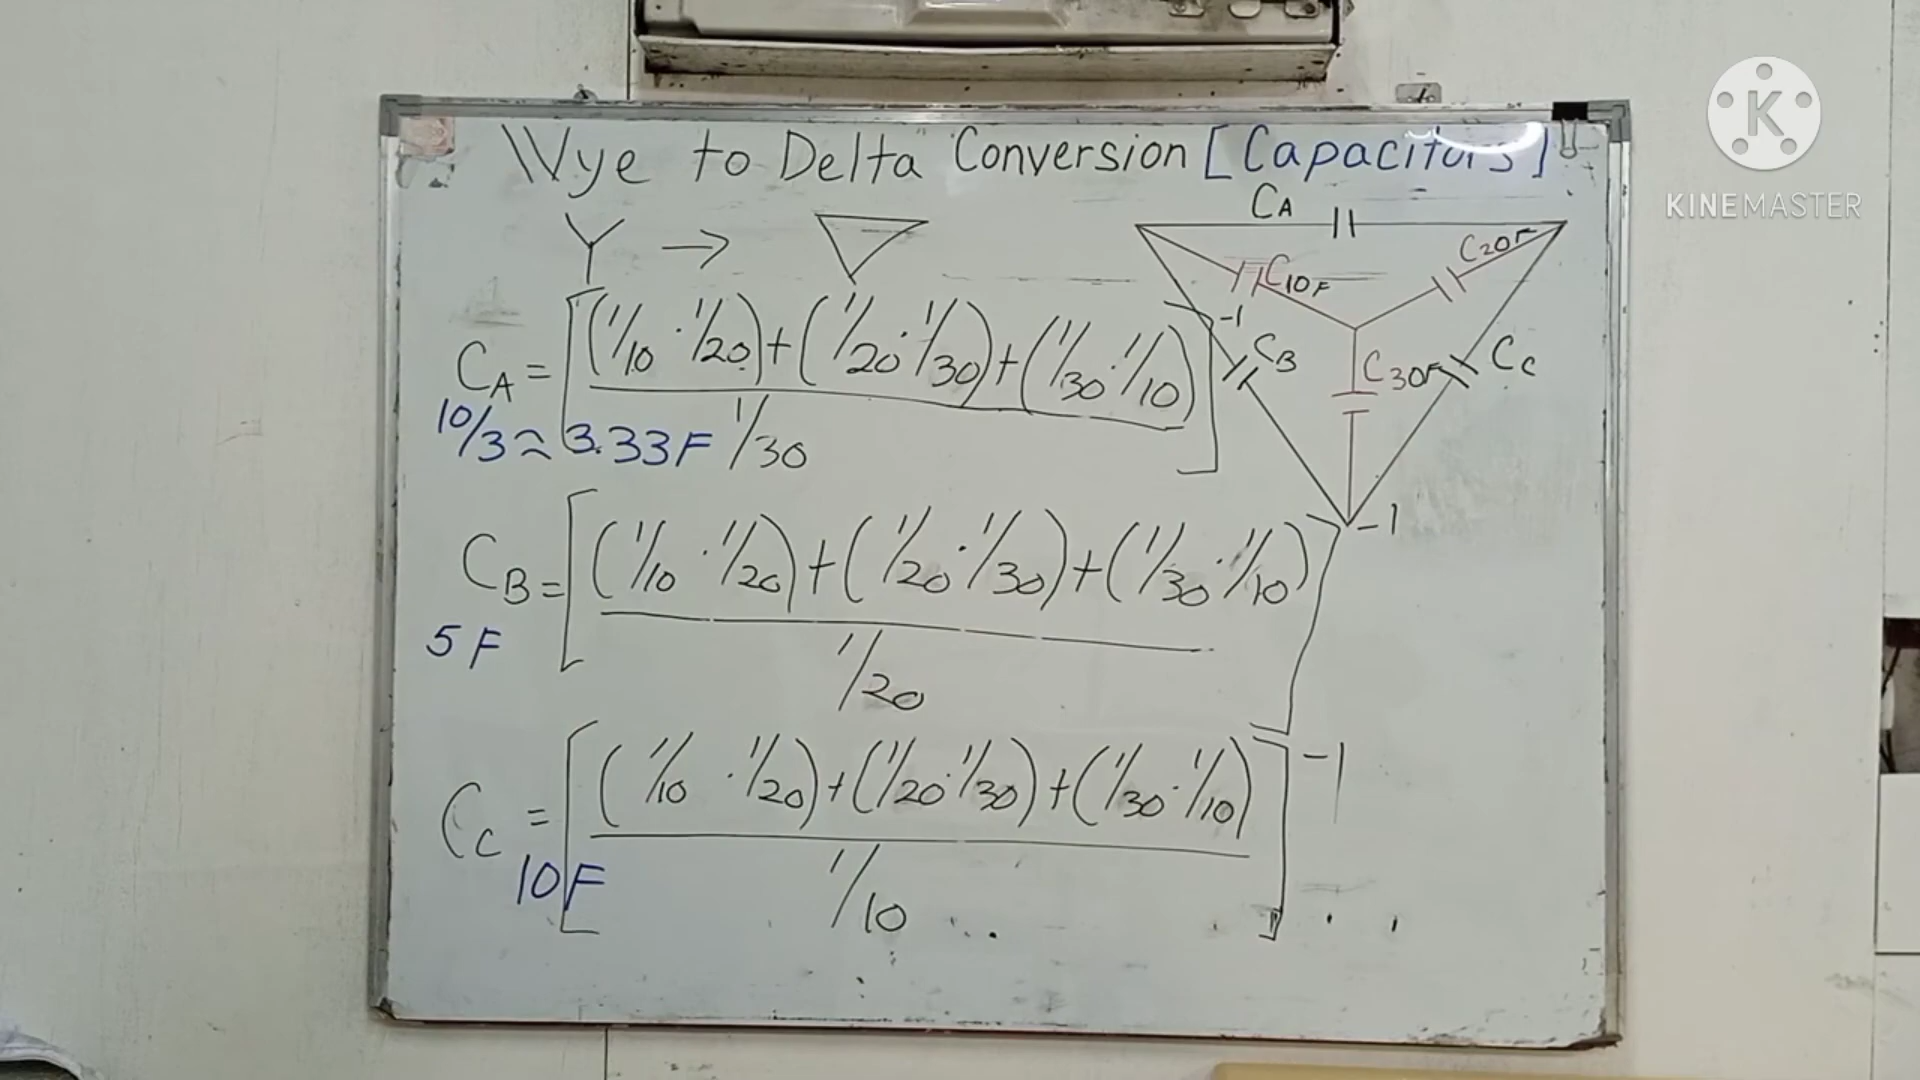 Wye to Delta Conversion [Capacitors]
Y → ▽
CA = [(1/10 · 1/20) + (1/20 · 1/30) + (1/30 · 1/10)]-1
1/30
10/3 ≈ 3.33F
CB = [(1/10 · 1/20) + (1/20 · 1/30) + (1/30 · 1/10)]-1
1/20
5F
CC = [(1/10 · 1/20) + (1/20 · 1/30) + (1/30 · 1/10)]-1
1/10
10F
CA
C10F
C20F
CB
C30F
CC
K
KINEMASTER